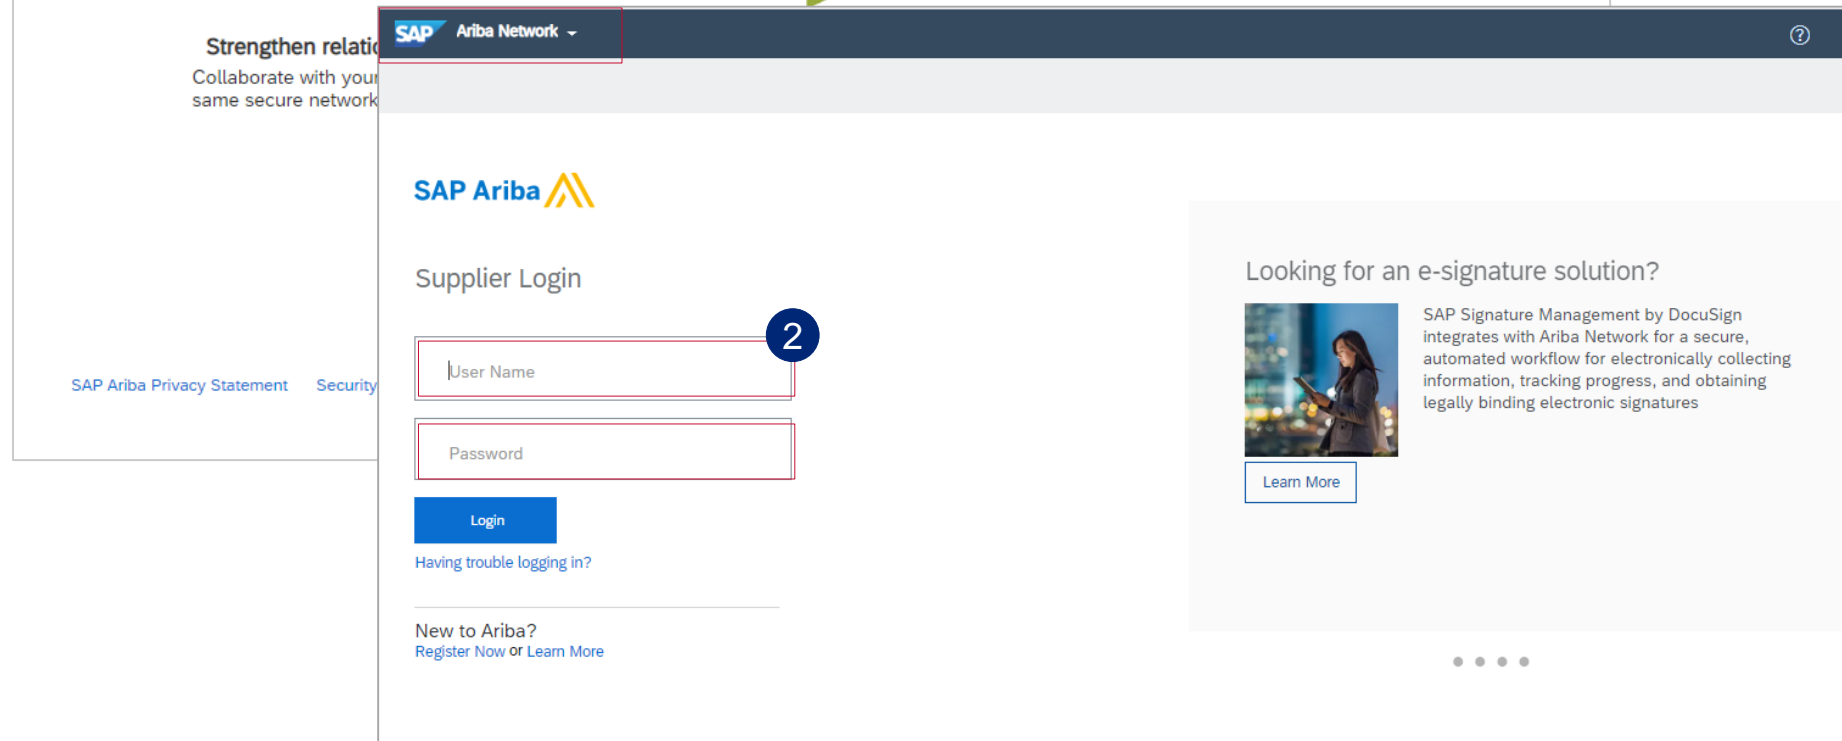 Strengthen relatio
Collaborate with your
same secure network
SAP Ariba Privacy Statement Security
SAP Ariba Network
?
SAP Ariba
Supplier Login
2
User Name
Password
Login
Having trouble logging in?
New to Ariba?
Register Now or Learn More
Looking for an e-signature solution?
SAP Signature Management by DocuSign
integrates with Ariba Network for a secure,
automated workflow for electronically collecting
information, tracking progress, and obtaining
legally binding electronic signatures
Learn More